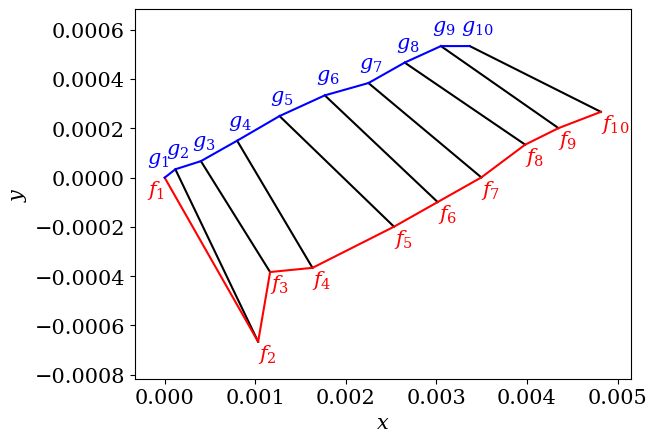 g₉ g₁₀
0.0006
g₈
g₇
g₆
0.0004
g₅
g₄
0.0002
f₁₀
g₃
f₉
g₁ g₂
f₈
0.0000
f₁
f₇
y
f₆
−0.0002
f₅
−0.0004
f₃ f₄
−0.0006
f₂
−0.0008
0.000 0.001 0.002 0.003 0.004 0.005
x